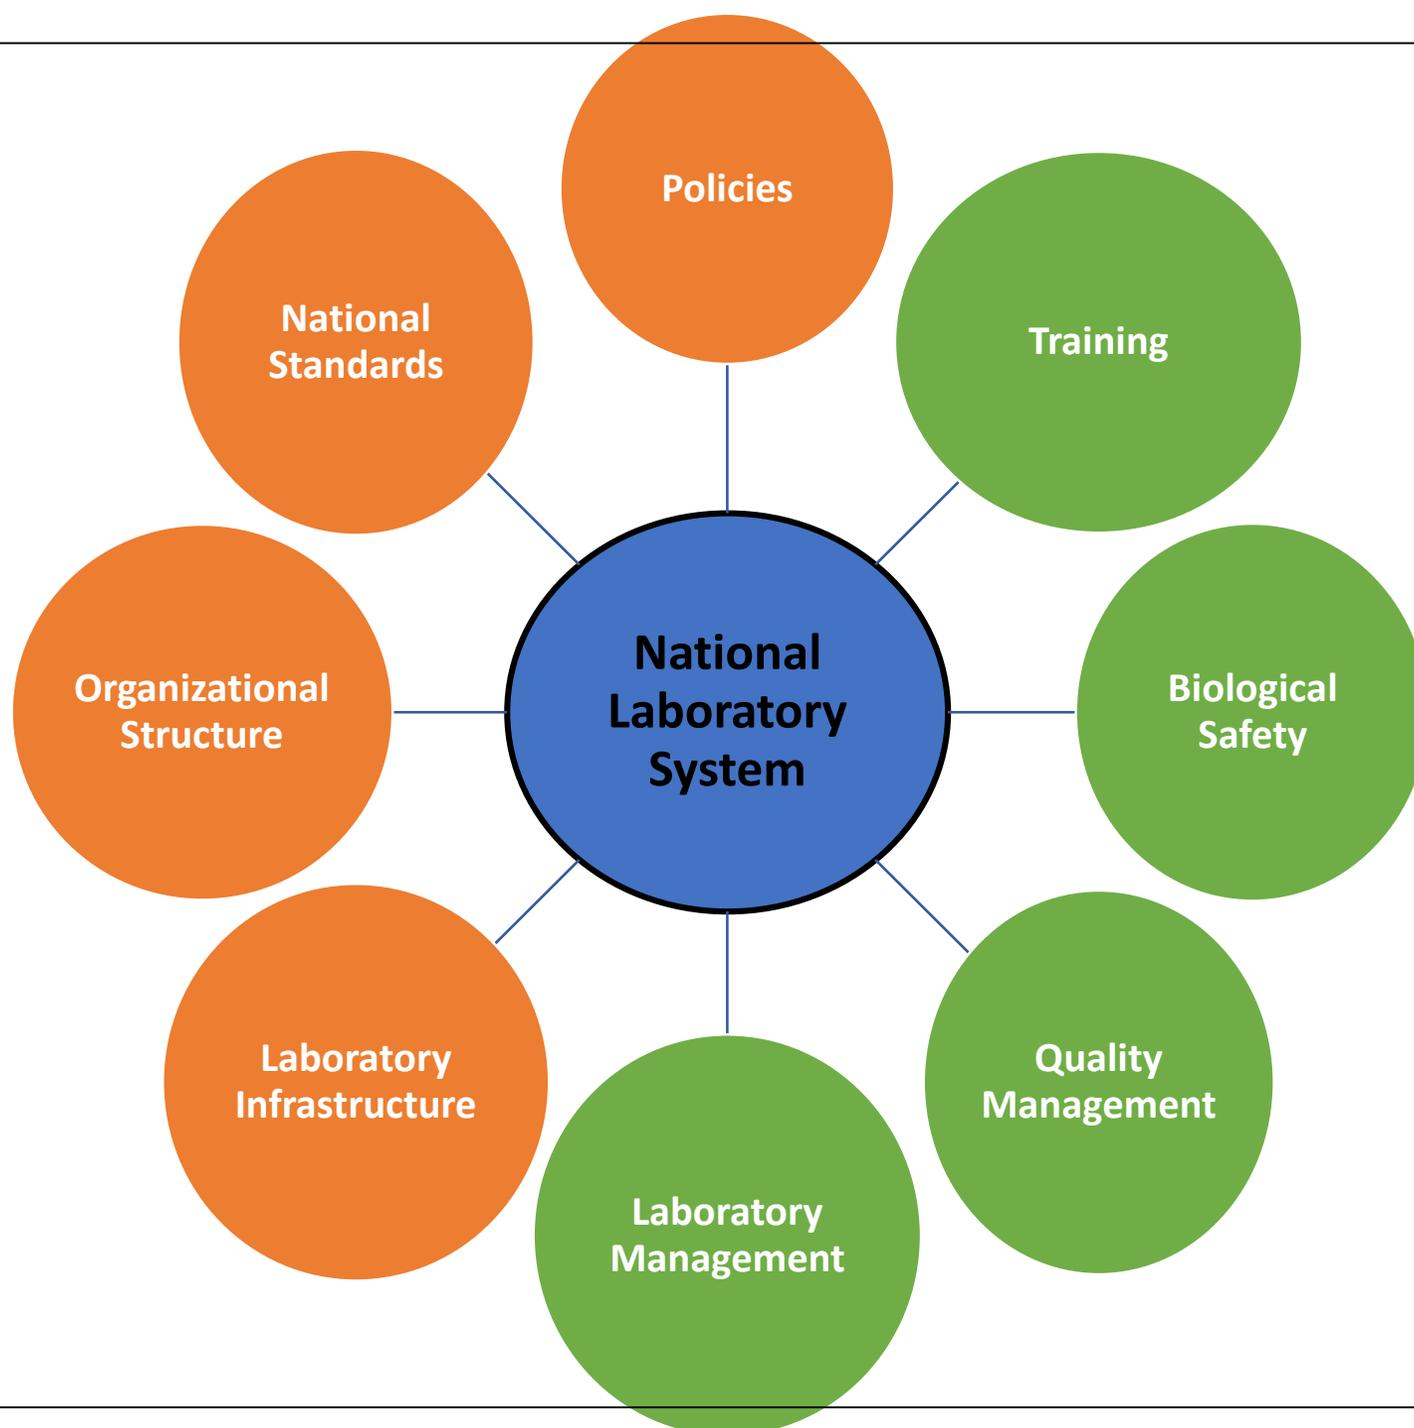 Policies
National
Standards
Training
Organizational
Structure
National
Laboratory
System
Biological
Safety
Laboratory
Infrastructure
Quality
Management
Laboratory
Management